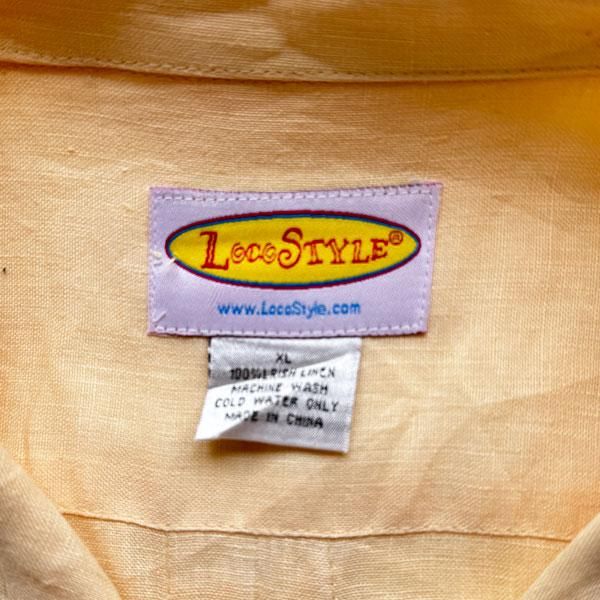 LOCOSTYLE®
www.LocoStyle.com
XL
100% IRISH LINEN
MACHINE WASH
COLD WATER ONLY
MADE IN CHINA